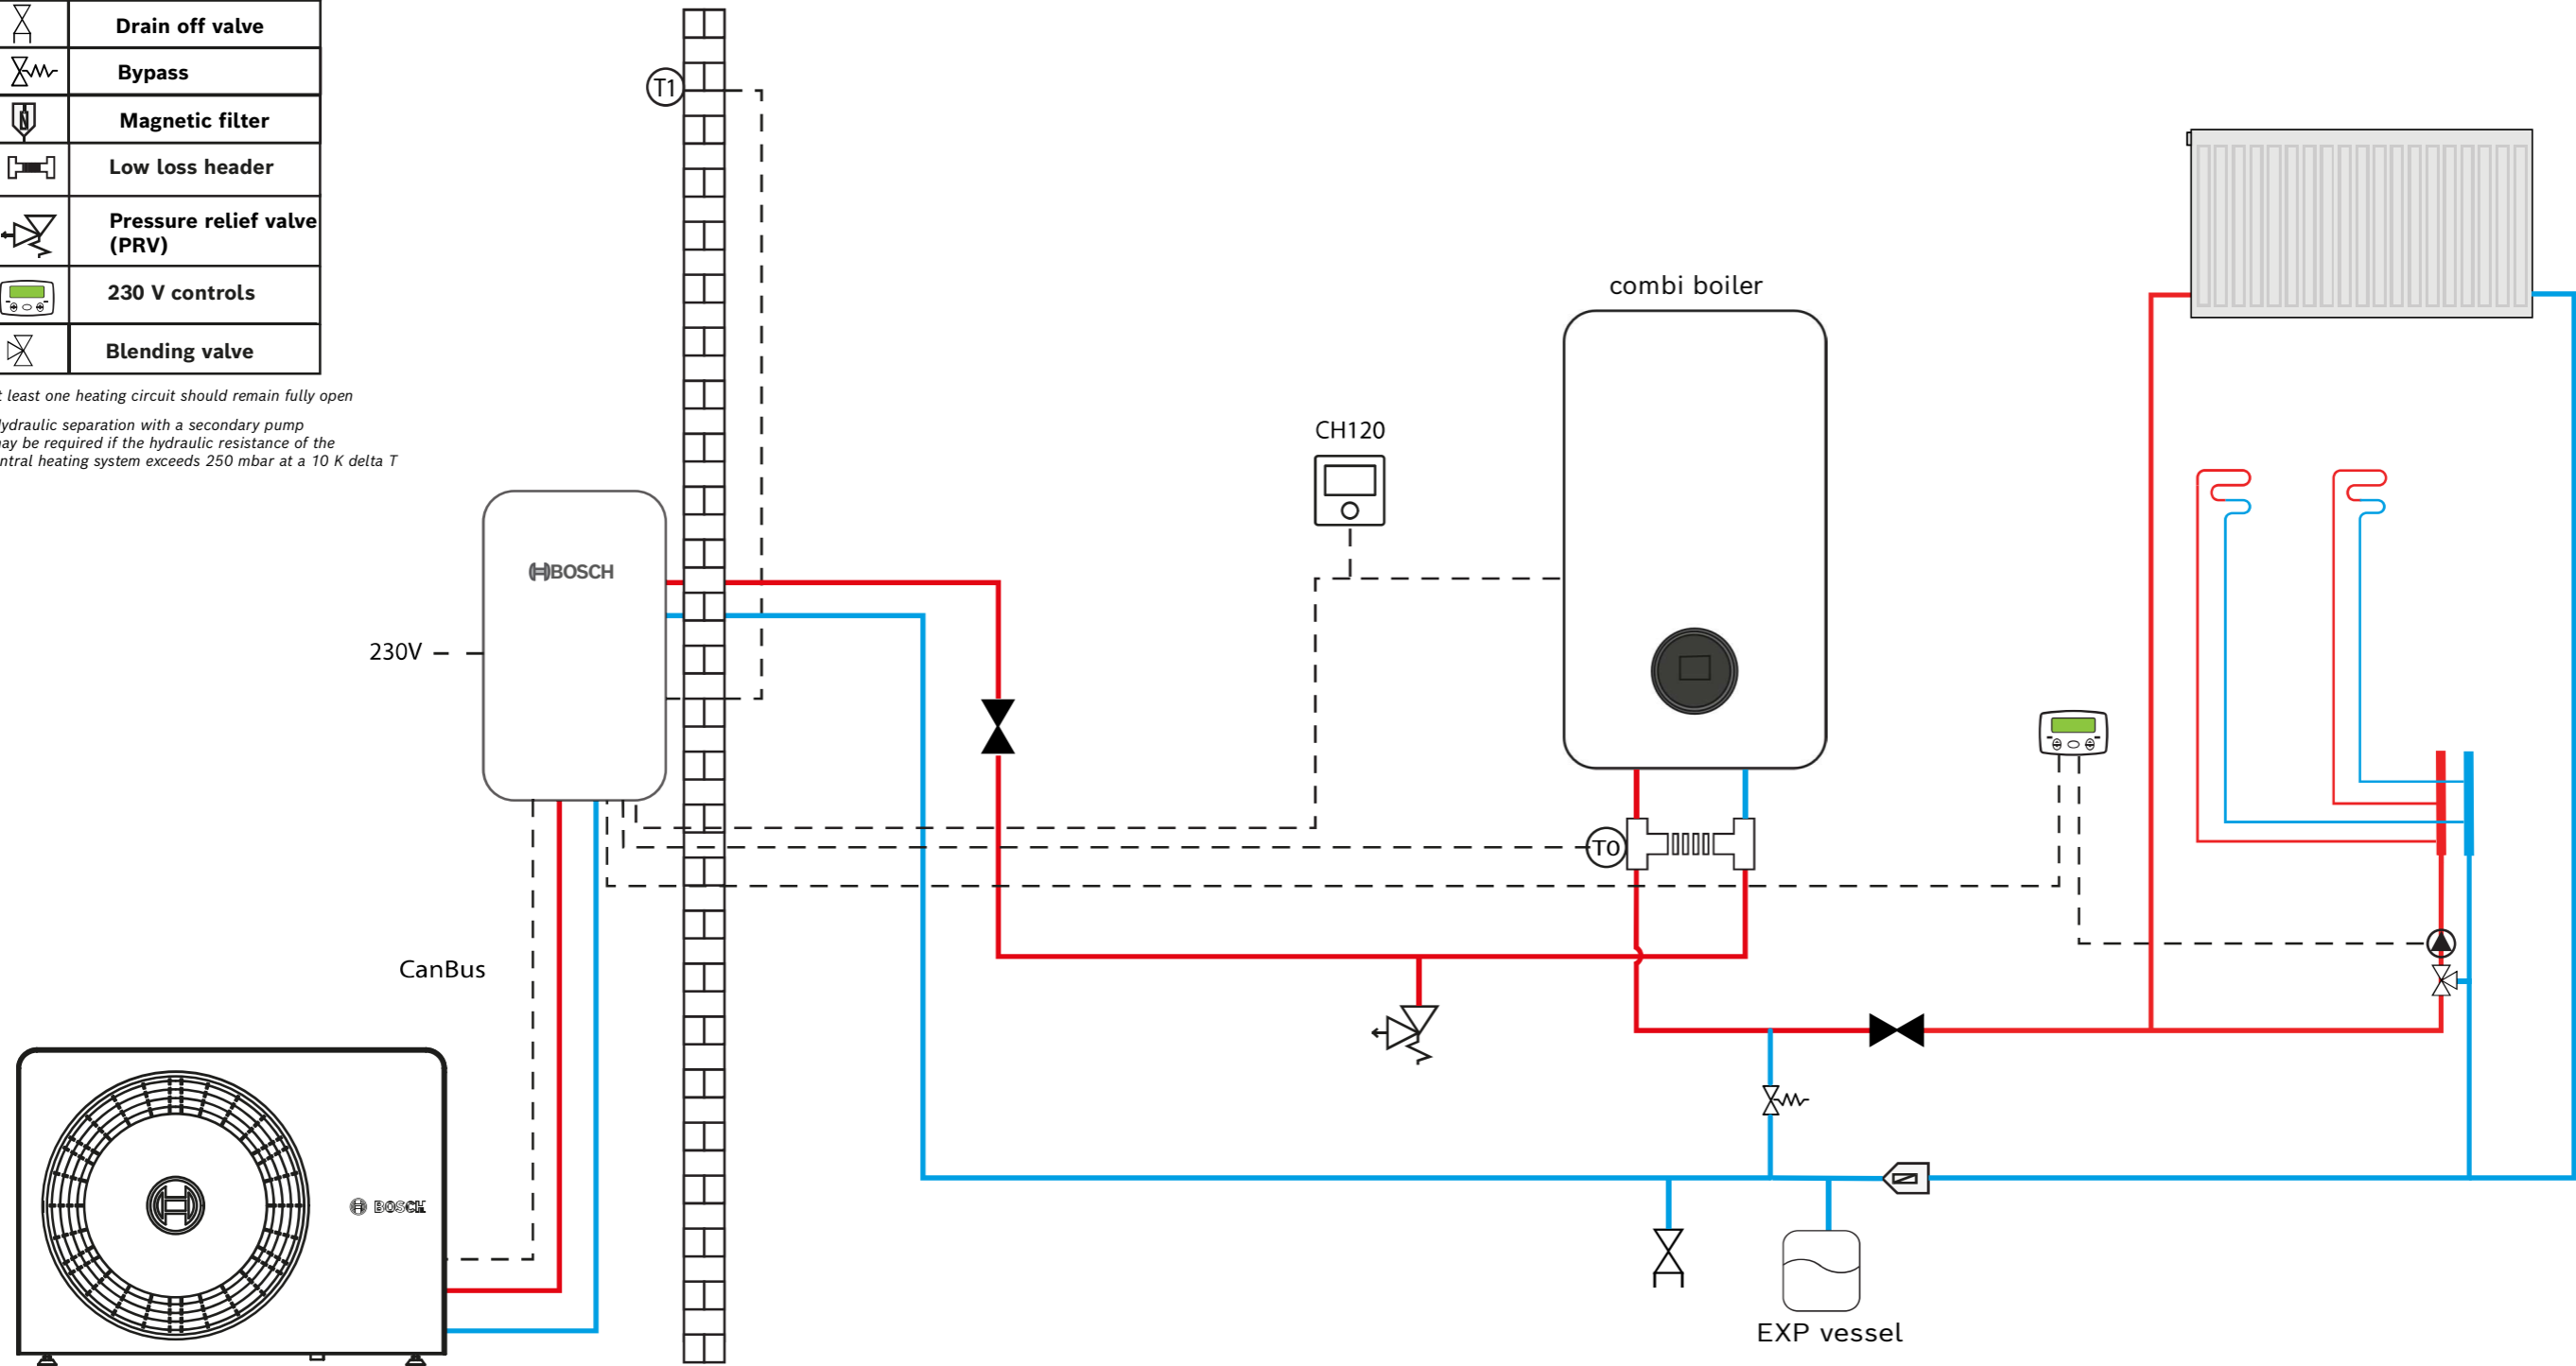 Drain off valve
Bypass
Magnetic filter
Low loss header
Pressure relief valve
(PRV)
230 V controls
Blending valve
t least one heating circuit should remain fully open
ydraulic separation with a secondary pump
may be required if the hydraulic resistance of the
ntral heating system exceeds 250 mbar at a 10 K delta T
T1
combi boiler
CH120
BOSCH
230V
T0
CanBus
BOSCH
EXP vessel